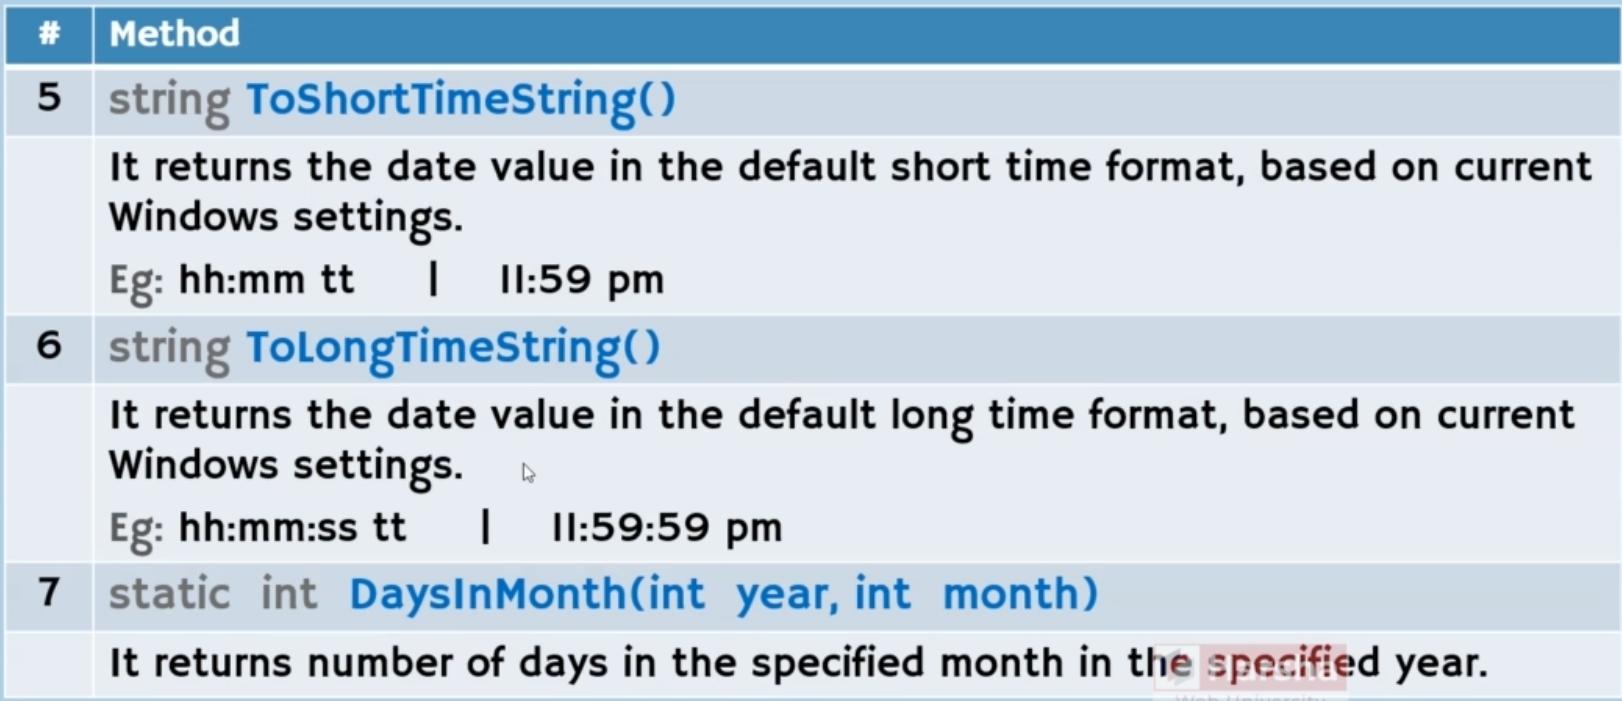 # Method
5 string ToShortTimeString()
It returns the date value in the default short time format, based on current
Windows settings.
Eg: hh:mm tt | 11:59 pm
6 string ToLongTimeString()
It returns the date value in the default long time format, based on current
Windows settings.
Eg: hh:mm:ss tt | 11:59:59 pm
7 static int DaysInMonth(int year, int month)
It returns number of days in the specified month in the specified year.
Harsha
Web University